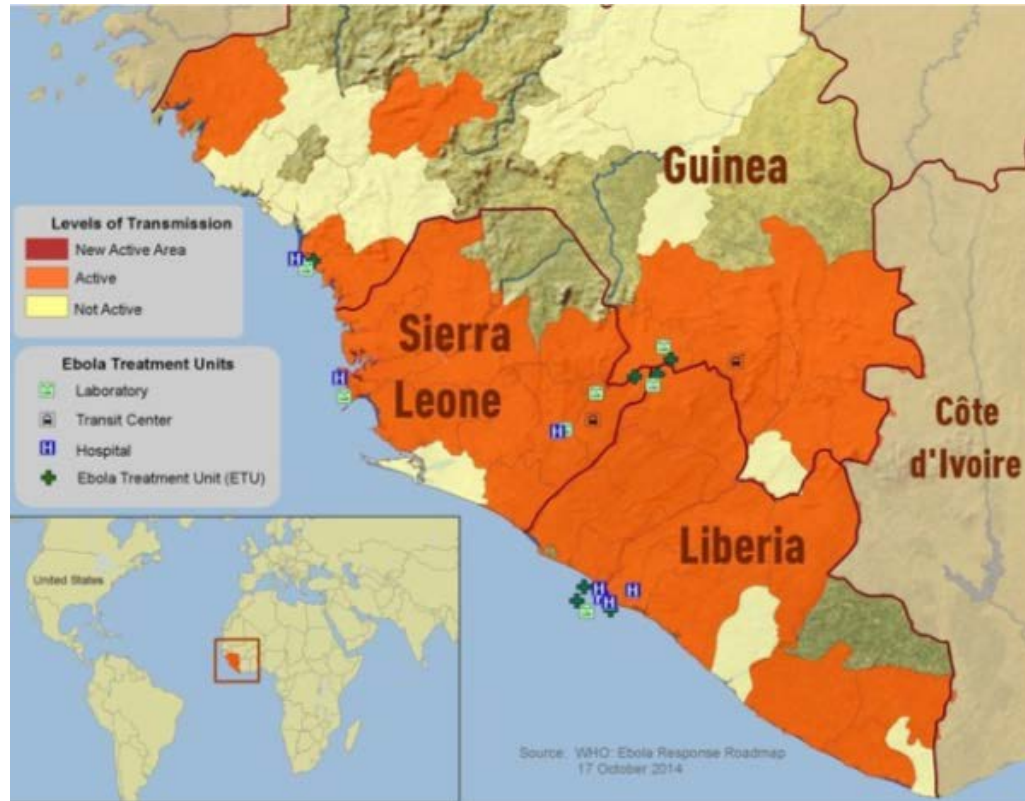 Guinea
Levels of Transmission
New Active Area
Active
Not Active
Sierra
Leone
Ebola Treatment Units
Laboratory
Transit Center
Hospital
Ebola Treatment Unit (ETU)
Côte
d'Ivoire
Liberia
United States
Source: WHO: Ebola Response Roadmap
17 October 2014
H
H
H
H
H
H
H